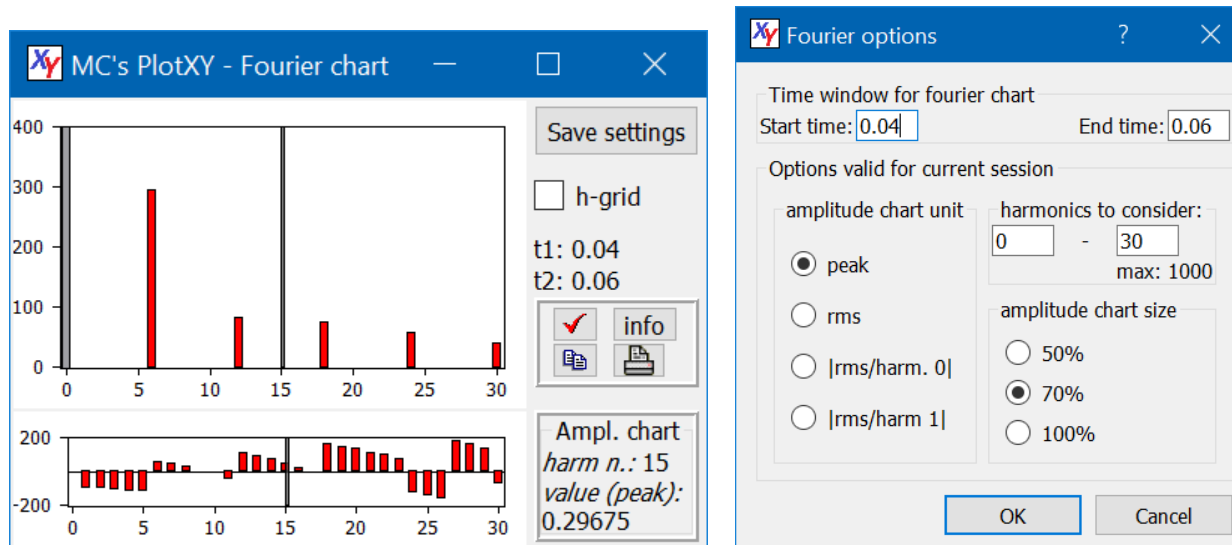 XY MC's PlotXY - Fourier chart
400
300
200
100
0
0 5 10 15 20 25 30
200
-200
0 5 10 15 20 25 30
Save settings
h-grid
t1: 0.04
t2: 0.06
info
Ampl. chart
harm n.: 15
value (peak):
0.29675
XY Fourier options ?
Time window for fourier chart
Start time: 0.04 End time: 0.06
Options valid for current session
amplitude chart unit
peak
rms
|rms/harm. 0|
|rms/harm 1|
harmonics to consider:
0 - 30
max: 1000
amplitude chart size
50%
70%
100%
OK Cancel